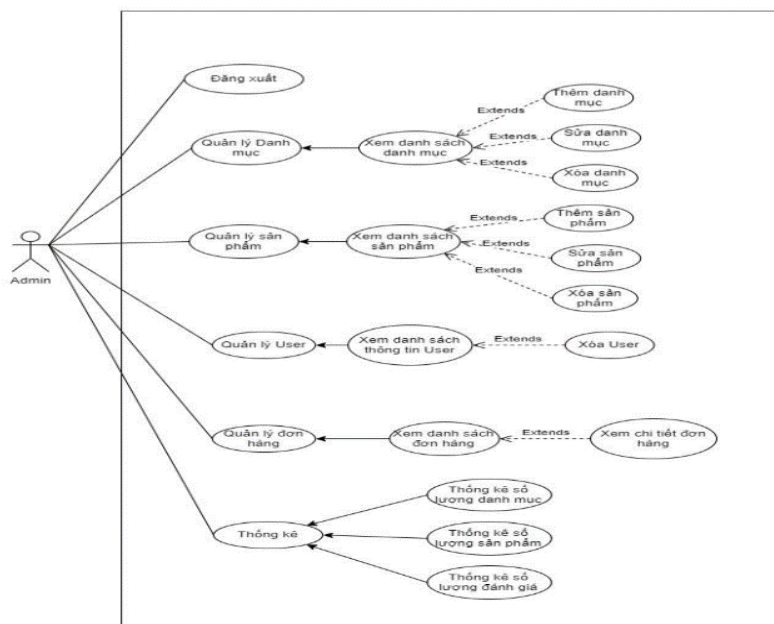 Đăng xuất
Extends
Thêm danh
mục
Quản lý Danh
mục
Xem danh sách
danh mục
Extends
Sửa danh
mục
Extends
Xóa danh
mục
Extends
Thêm sản
phẩm
Quản lý sản
phẩm
Xem danh sách
sản phẩm
Extends
Sửa sản
phẩm
Extends
Xóa sản
phẩm
Admin
Quản lý User
Xem danh sách
thông tin User
Extends
Xóa User
Quản lý đơn
hàng
Xem danh sách
đơn hàng
Extends
Xem chi tiết đơn
hàng
Thống kê
Thống kê số
lượng danh mục
Thống kê số
lượng sản phẩm
Thống kê số
lượng đánh giá